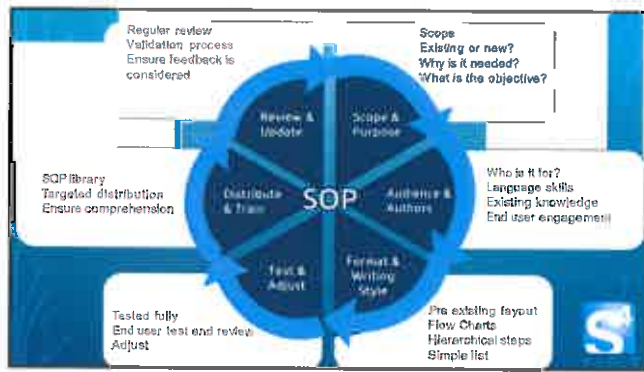 Regular review
Validation process
Ensure feedback is
considered
Scope
Existing or new?
Why is it needed?
What is the objective?
Review &
Update
Scope &
Purpose
SOP library
Targeted distribution
Ensure comprehension
Distribute
& Train
SOP
Audience &
Authors
Who is it for?
Language skills
Existing knowledge
End user engagement
Test &
Adjust
Format &
Writing
Style
Tested fully
End user test and review
Adjust
Pre existing layout
Flow Charts
Hierarchical steps
Simple list
S